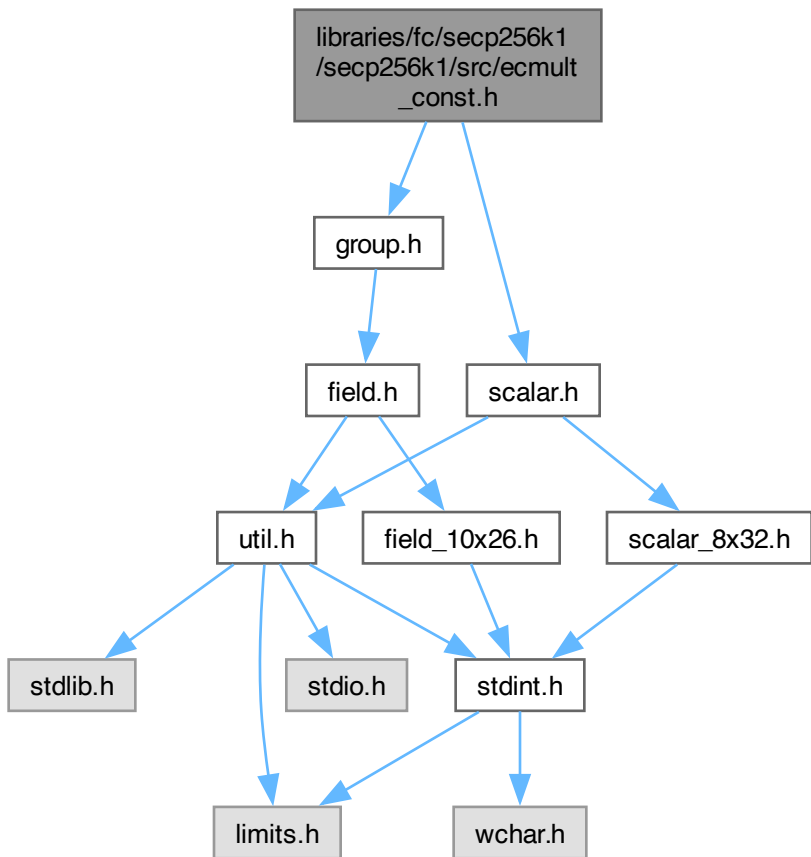 libraries/fc/secp256k1
/secp256k1/src/ecmult
_const.h
group.h
field.h
scalar.h
util.h
field_10x26.h
scalar_8x32.h
stdlib.h
stdio.h
stdint.h
limits.h
wchar.h